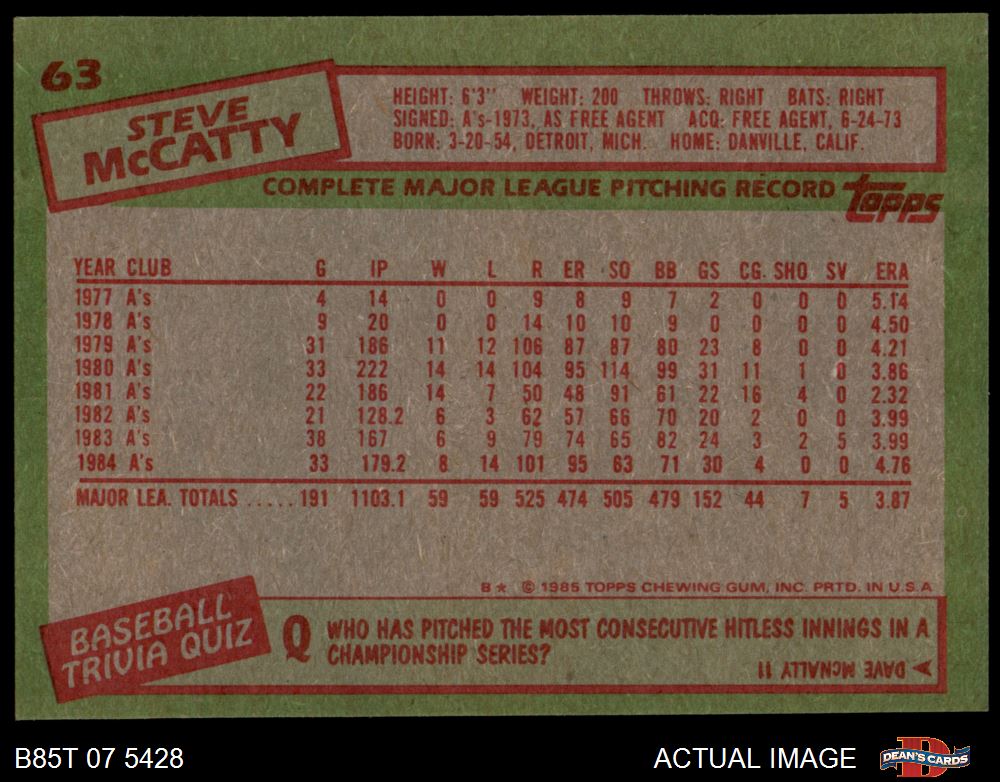 63
STEVE
McCATTY
HEIGHT: 6'3" WEIGHT: 200 THROWS: RIGHT BATS: RIGHT
SIGNED: A's-1973, AS FREE AGENT ACQ: FREE AGENT, 6-24-73
BORN: 3-20-54, DETROIT, MICH. HOME: DANVILLE, CALIF.
COMPLETE MAJOR LEAGUE PITCHING RECORD
topps
YEAR CLUB G IP W L R ER SO BB GS CG. SHO SV ERA
1977 A's 4 14 0 0 9 8 9 7 2 0 0 0 5.14
1978 A's 9 20 0 0 14 10 10 9 0 0 0 0 4.50
1979 A's 31 186 11 12 106 87 87 80 23 8 0 0 4.21
1980 A's 33 222 14 14 104 95 114 99 31 11 1 0 3.86
1981 A's 22 186 14 7 50 48 91 61 22 16 4 0 2.32
1982 A's 21 128.2 6 3 62 57 66 70 20 2 0 0 3.99
1983 A's 38 167 6 9 79 74 65 82 24 3 2 5 3.99
1984 A's 33 179.2 8 14 101 95 63 71 30 4 0 0 4.76
MAJOR LEA. TOTALS ..... 191 1103.1 59 59 525 474 505 479 152 44 7 5 3.87
B★ © 1985 TOPPS CHEWING GUM, INC. PRTD. IN U.S.A
BASEBALL
TRIVIA QUIZ
Q WHO HAS PITCHED THE MOST CONSECUTIVE HITLESS INNINGS IN A
CHAMPIONSHIP SERIES?
A DAVE McNALLY 11
B85T 07 5428
ACTUAL IMAGE
D
DEAN'S CARDS